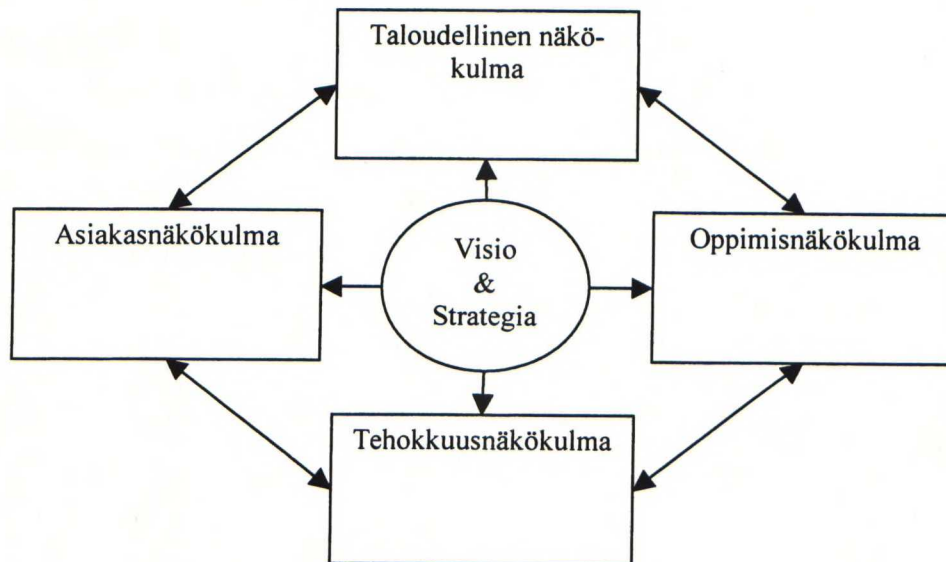 Taloudellinen näkö-
kulma
Asiakasnäkökulma
Visio
&
Strategia
Oppimisnäkökulma
Tehokkuusnäkökulma